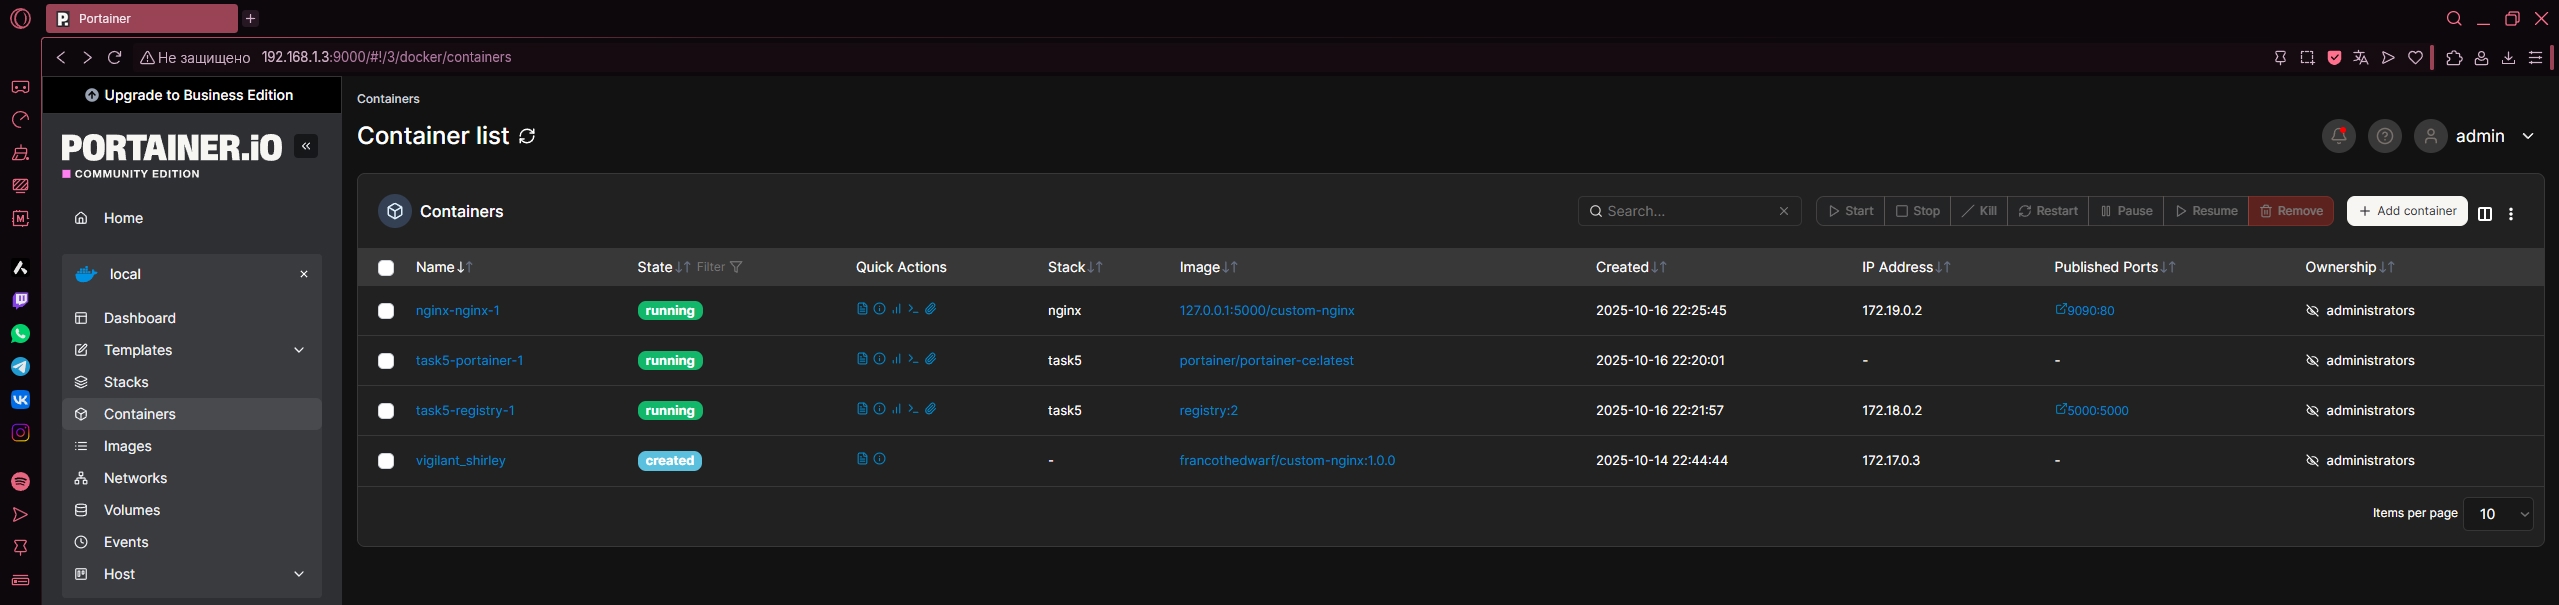 Portainer
Не защищено 192.168.1.3:9000/#!/3/docker/containers
Upgrade to Business Edition
PORTAINER.iO
COMMUNITY EDITION
Home
local
Dashboard
Templates
Stacks
Containers
Images
Networks
Volumes
Events
Host
Containers
Container list
admin
Containers
Search...
Start Stop Kill Restart Pause Resume Remove Add container
Name State Filter Quick Actions Stack Image Created IP Address Published Ports Ownership
nginx-nginx-1 running nginx 127.0.0.1:5000/custom-nginx 2025-10-16 22:25:45 172.19.0.2 9090:80 administrators
task5-portainer-1 running task5 portainer/portainer-ce:latest 2025-10-16 22:20:01 - - administrators
task5-registry-1 running task5 registry:2 2025-10-16 22:21:57 172.18.0.2 5000:5000 administrators
vigilant_shirley created - francothedwarf/custom-nginx:1.0.0 2025-10-14 22:44:44 172.17.0.3 - administrators
Items per page 10